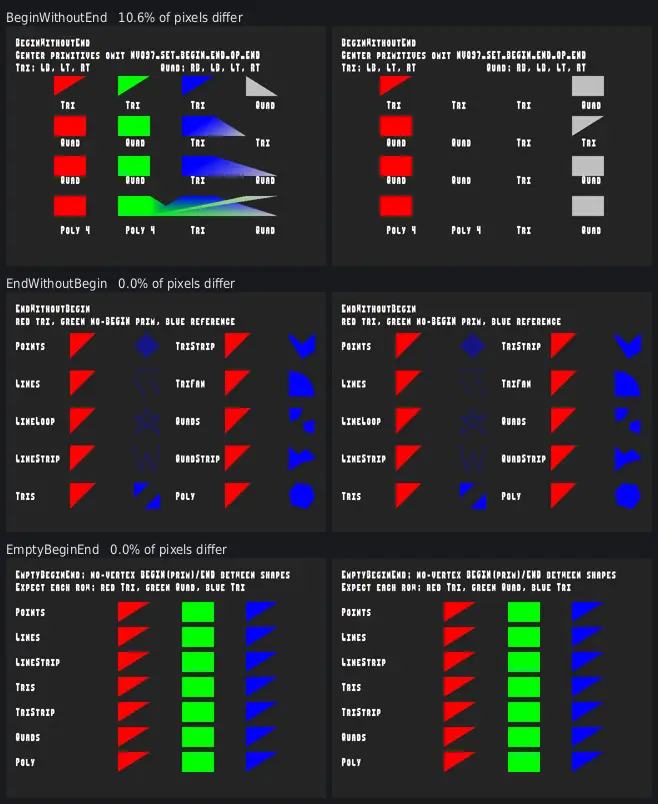 BeginWithoutEnd 10.6% of pixels differ
BeginWithoutEnd
Center primitives omit NV097_SET_BEGIN_END_OP_END
Tri: LB, LT, RT Quad: RB, LB, LT, RT
Tri Tri Tri Quad
Quad Quad Tri Tri
Quad Quad Tri Quad
Poly 4 Poly 4 Tri Quad
BeginWithoutEnd
Center primitives omit NV097_SET_BEGIN_END_OP_END
Tri: LB, LT, RT Quad: RB, LB, LT, RT
Tri Tri Tri Quad
Quad Quad Tri Tri
Quad Quad Tri Quad
Poly 4 Poly 4 Tri Quad
EndWithoutBegin 0.0% of pixels differ
EndWithoutBegin
Red tri, green no-BEGIN prim, blue reference
Points TriStrip
Lines TriFan
LineLoop Quads
LineStrip QuadStrip
Tris Poly
EndWithoutBegin
Red tri, green no-BEGIN prim, blue reference
Points TriStrip
Lines TriFan
LineLoop Quads
LineStrip QuadStrip
Tris Poly
EmptyBeginEnd 0.0% of pixels differ
EmptyBeginEnd: no-vertex BEGIN(prim)/END between shapes
Expect each row: red Tri, green Quad, blue Tri
Points
Lines
LineStrip
Tris
TriStrip
Quads
Poly
EmptyBeginEnd: no-vertex BEGIN(prim)/END between shapes
Expect each row: red Tri, green Quad, blue Tri
Points
Lines
LineStrip
Tris
TriStrip
Quads
Poly